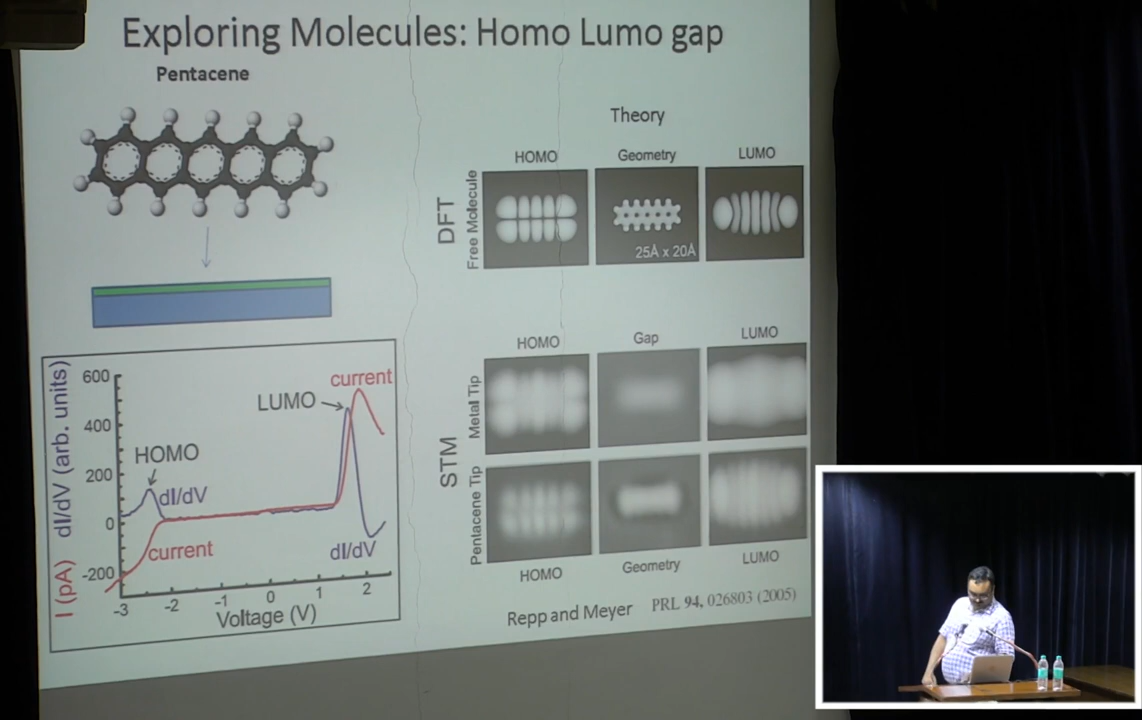 Exploring Molecules: Homo Lumo gap
Pentacene
Theory
HOMO
Geometry
LUMO
DFT
Free Molecule
25Å x 20Å
HOMO
Gap
LUMO
STM
Metal Tip
Pentacene Tip
HOMO
Geometry
LUMO
Repp and Meyer PRL 94, 026803 (2005)
I (pA) dI/dV (arb. units)
600
400
200
0
-200
HOMO
dI/dV
current
LUMO
current
dI/dV
-3 -2 -1 0 1 2
Voltage (V)